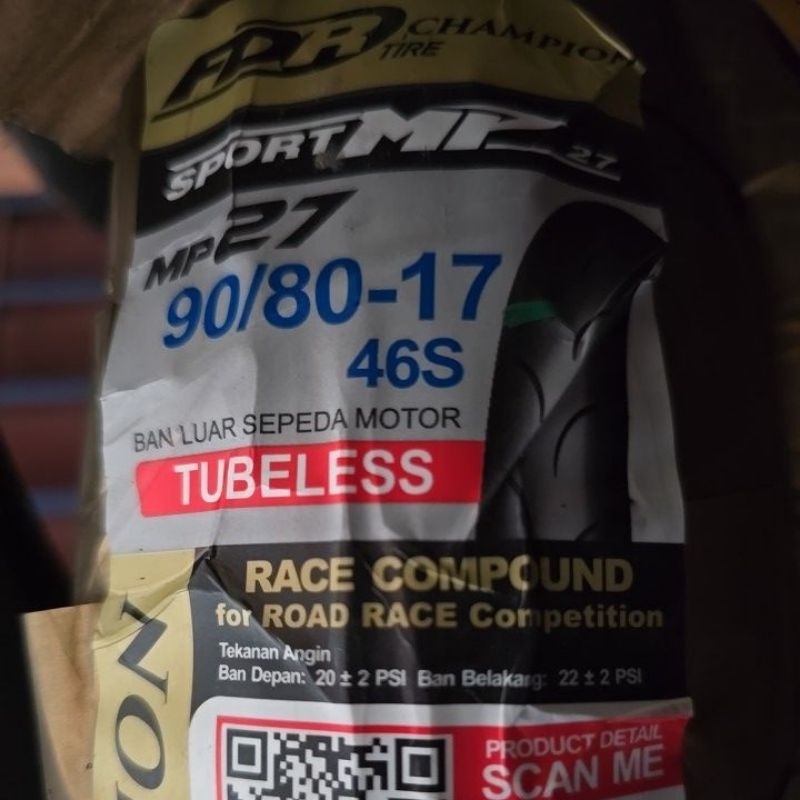 FDR TIRE CHAMPION
SPORT MP 27
MP27
90/80-17
46S
BAN LUAR SEPEDA MOTOR
TUBELESS
RACE COMPOUND
for ROAD RACE Competition
Tekanan Angin
Ban Depan: 20 ± 2 PSI Ban Belakang: 22 ± 2 PSI
ION
PRODUCT DETAIL
SCAN ME